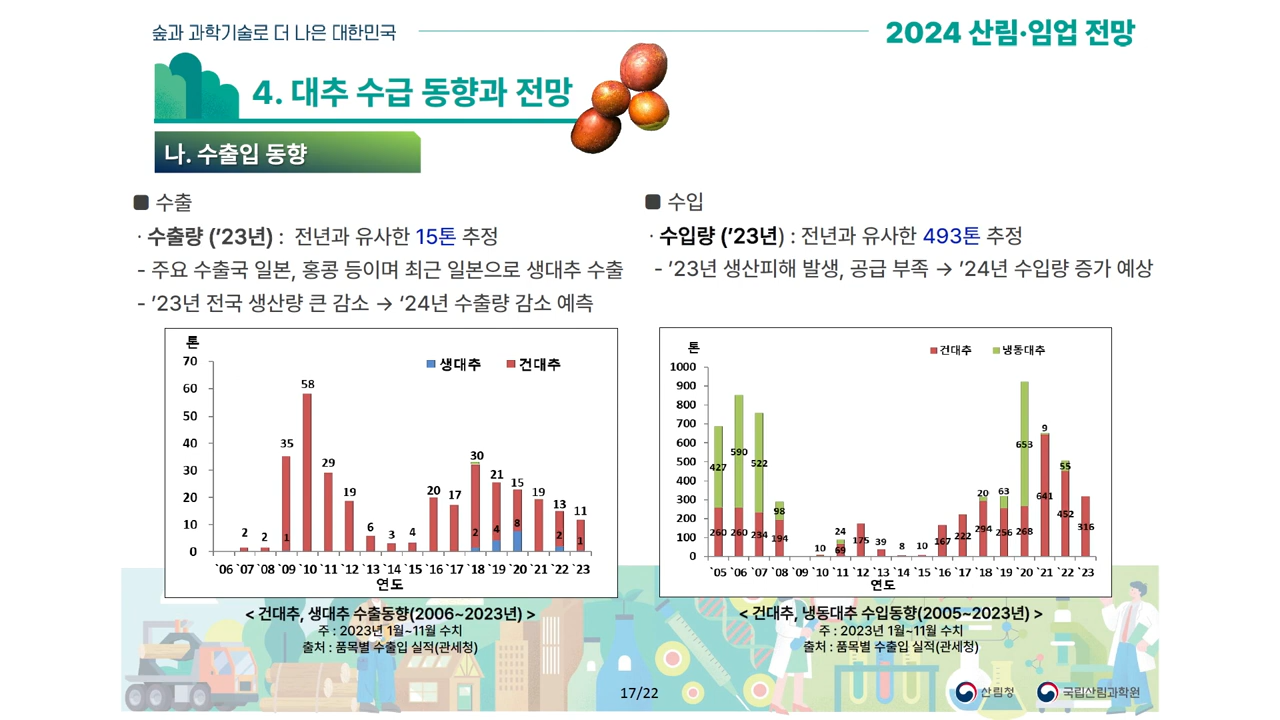 숲과 과학기술로 더 나은 대한민국
2024 산림·임업 전망
4. 대추 수급 동향과 전망
나. 수출입 동향
■ 수출
· 수출량 (’23년) : 전년과 유사한 15톤 추정
- 주요 수출국 일본, 홍콩 등이며 최근 일본으로 생대추 수출
- ’23년 전국 생산량 큰 감소 → ‘24년 수출량 감소 예측
■ 수입
· 수입량 (’23년) : 전년과 유사한 493톤 추정
- ’23년 생산피해 발생, 공급 부족 → ’24년 수입량 증가 예상
톤
생대추 건대추
70
60
50
40
30
20
10
0
2 2 35 1 58 29 19 6 3 4 20 17 30 2 21 4 15 8 19 13 2 11 1
`06 `07 `08 `09 `10 `11 `12 `13 `14 `15 `16 `17 `18 `19 `20 `21 `22 `23
연도
< 건대추, 생대추 수출동향(2006~2023년) >
주 : 2023년 1월~11월 수치
출처 : 품목별 수출입 실적(관세청)
톤
건대추 냉동대추
1000
900
800
700
600
500
400
300
200
100
0
427 260 590 260 522 234 98 194 10 24 69 175 39 8 10 167 222 20 294 63 256 653 268 9 641 55 452 316
`05 `06 `07 `08 `09 `10 `11 `12 `13 `14 `15 `16 `17 `18 `19 `20 `21 `22 `23
연도
< 건대추, 냉동대추 수입동향(2005~2023년) >
주 : 2023년 1월~11월 수치
출처 : 품목별 수출입 실적(관세청)
17/22
산림청
국립산림과학원